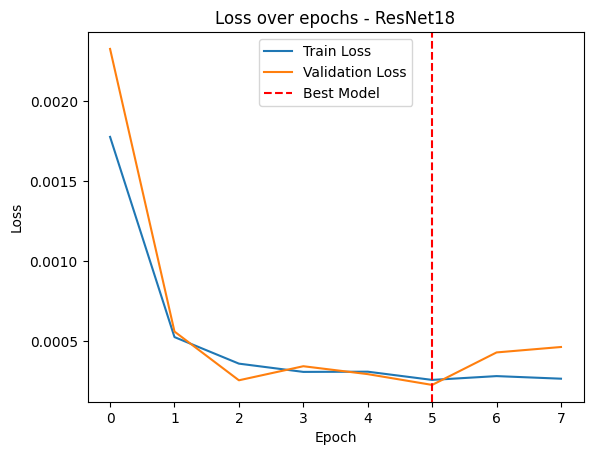 Loss over epochs - ResNet18
Train Loss
Validation Loss
Best Model
Loss
0.0020
0.0015
0.0010
0.0005
0 1 2 3 4 5 6 7
Epoch